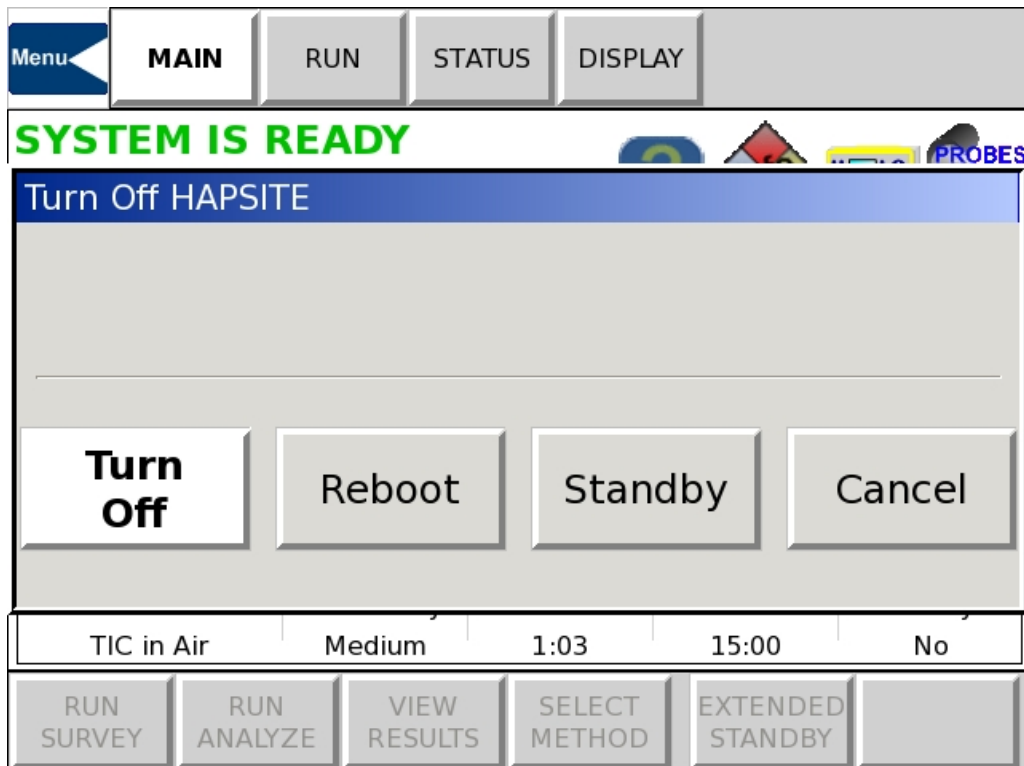 Menu
MAIN
RUN
STATUS
DISPLAY
SYSTEM IS READY
?
PROBES
Turn Off HAPSITE
Turn
Off
Reboot
Standby
Cancel
TIC in Air
Medium
1:03
15:00
No
RUN
SURVEY
RUN
ANALYZE
VIEW
RESULTS
SELECT
METHOD
EXTENDED
STANDBY